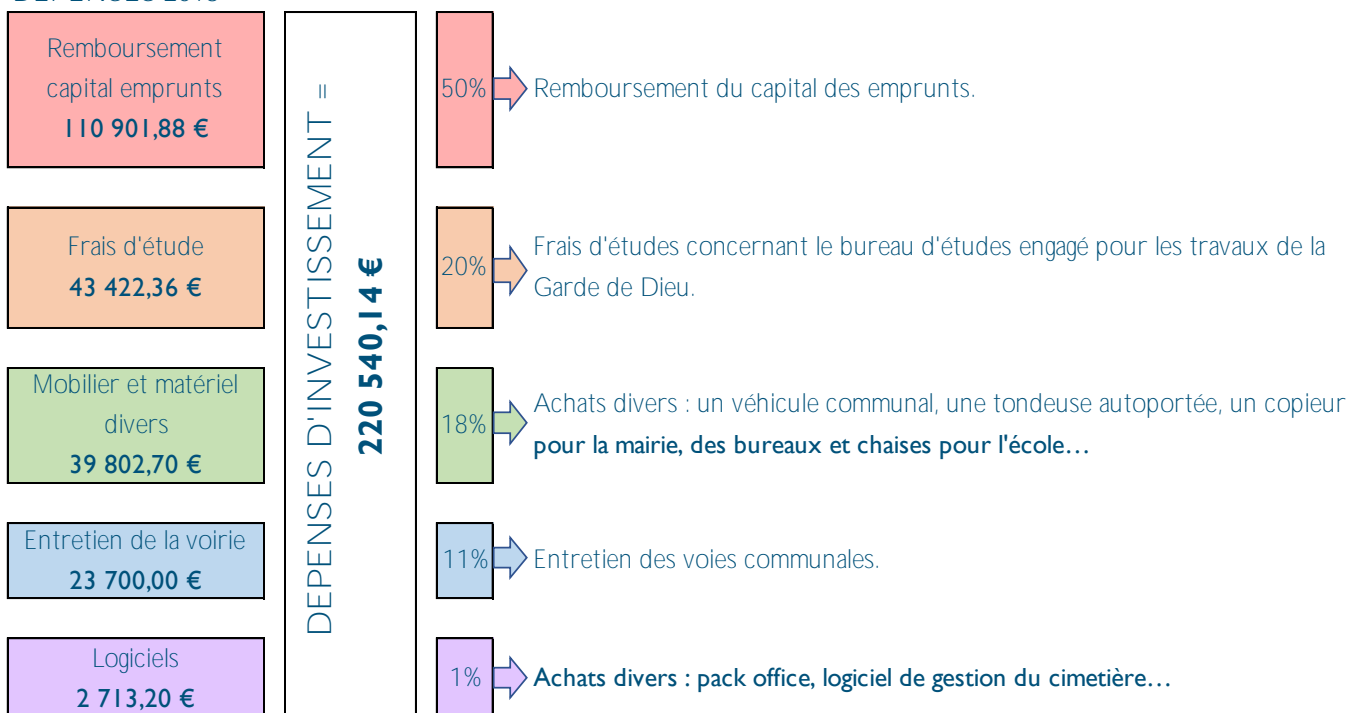 Remboursement
capital emprunts
110 901,88 €
50%
Remboursement du capital des emprunts.
Frais d'étude
43 422,36 €
20%
Frais d'études concernant le bureau d'études engagé pour les travaux de la
Garde de Dieu.
DEPENSES D'INVESTISSEMENT =
220 540,14 €
Mobilier et matériel
divers
39 802,70 €
18%
Achats divers : un véhicule communal, une tondeuse autoportée, un copieur
pour la mairie, des bureaux et chaises pour l'école…
Entretien de la voirie
23 700,00 €
11%
Entretien des voies communales.
Logiciels
2 713,20 €
1%
Achats divers : pack office, logiciel de gestion du cimetière…